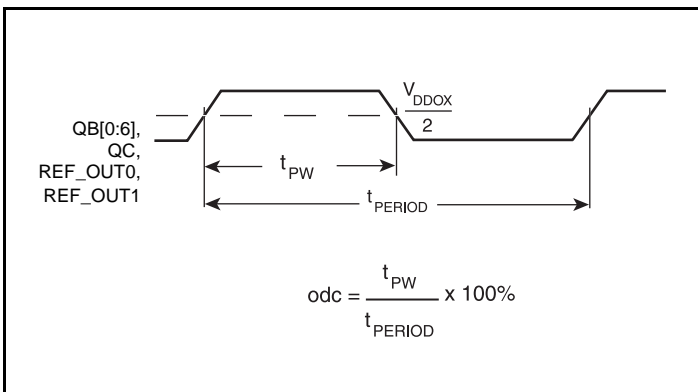 V_DDOX
2
QB[0:6],
QC,
REF_OUT0,
REF_OUT1
t_PW
t_PERIOD
odc = t_PW / t_PERIOD x 100%